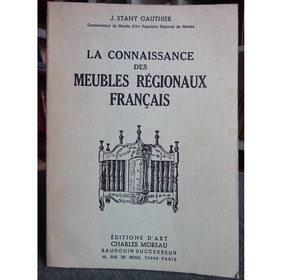 J. STANY GAUTHIER
Conservateur du Musée d'Art Populaire Régional de Nantes
LA CONNAISSANCE
DES
MEUBLES RÉGIONAUX
FRANÇAIS
ÉDITIONS D'ART
CHARLES MOREAU
BAUDOUIN SUCCESSEUR
PARIS